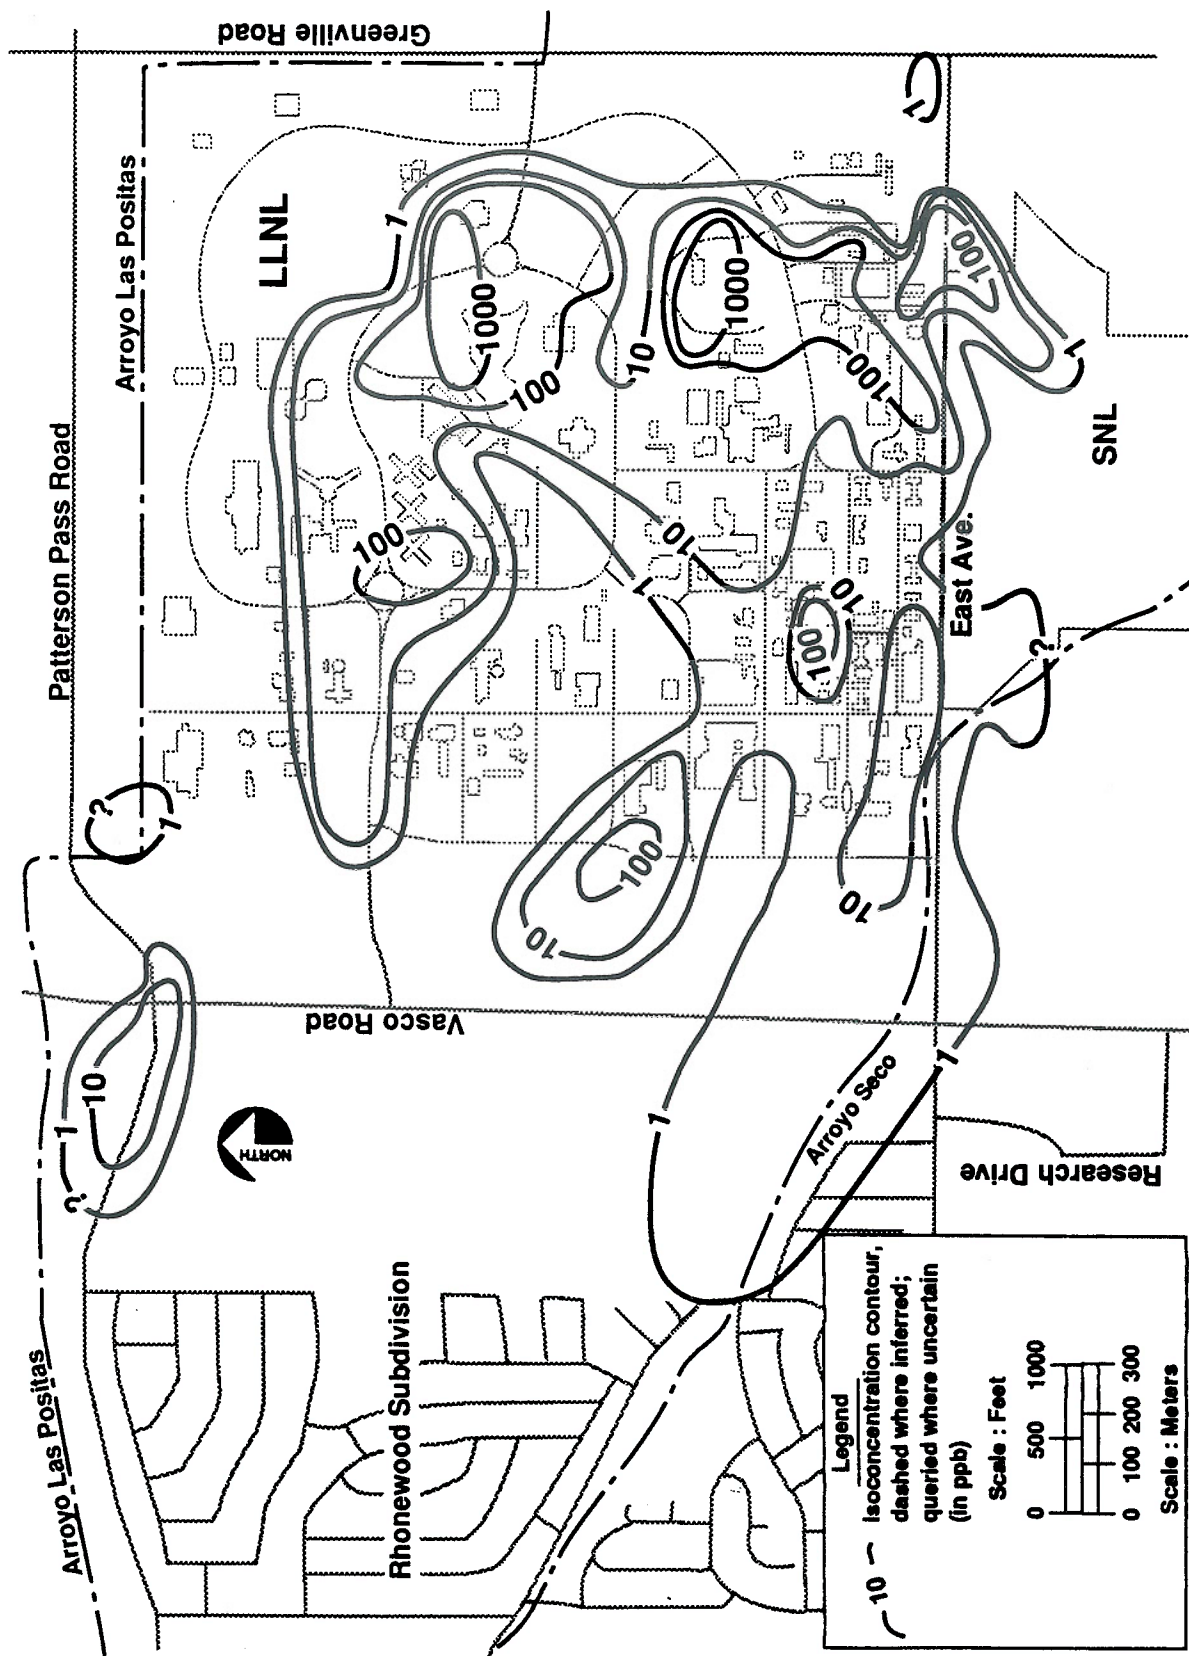 Greenville Road
Patterson Pass Road
Arroyo Las Positas
LLNL
1
1
1000
100
10
1000
100
100
1
SNL
100
10
1
10
100
East Ave.
?
?
1
100
10
10
Vasco Road
10
1
?
1
1
NORTH
Arroyo Seco
Research Drive
Rhonewood Subdivision
Arroyo Las Positas
Legend
10 Isoconcentration contour,
dashed where inferred;
queried where uncertain
(in ppb)
Scale : Feet
0 500 1000
0 100 200 300
Scale : Meters